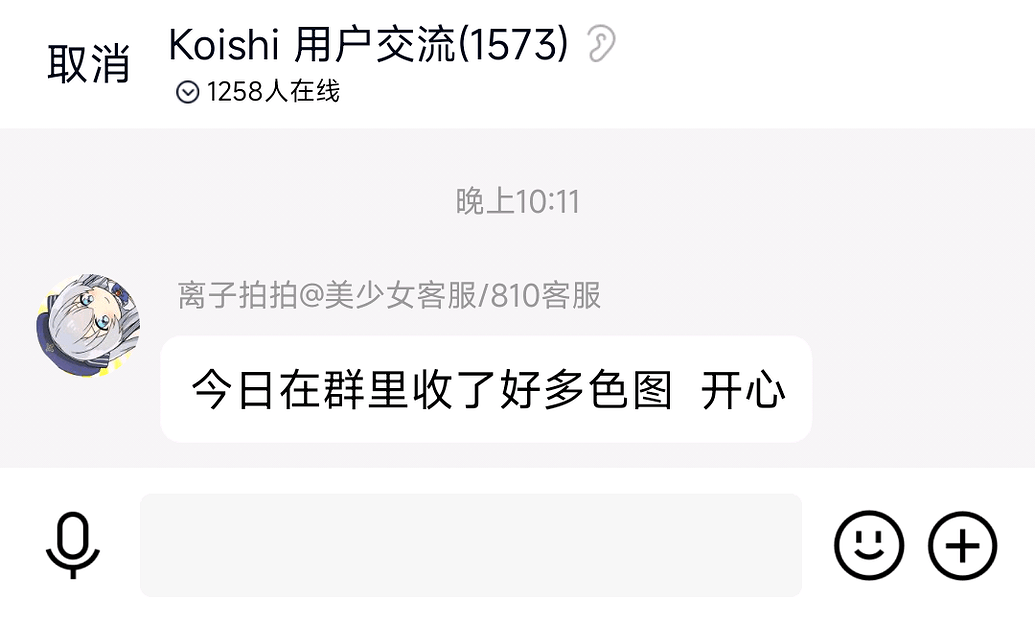 取消
Koishi 用户交流(1573)
1258人在线
晚上10:11
离子拍拍@美少女客服/810客服
今日在群里收了好多色图 开心